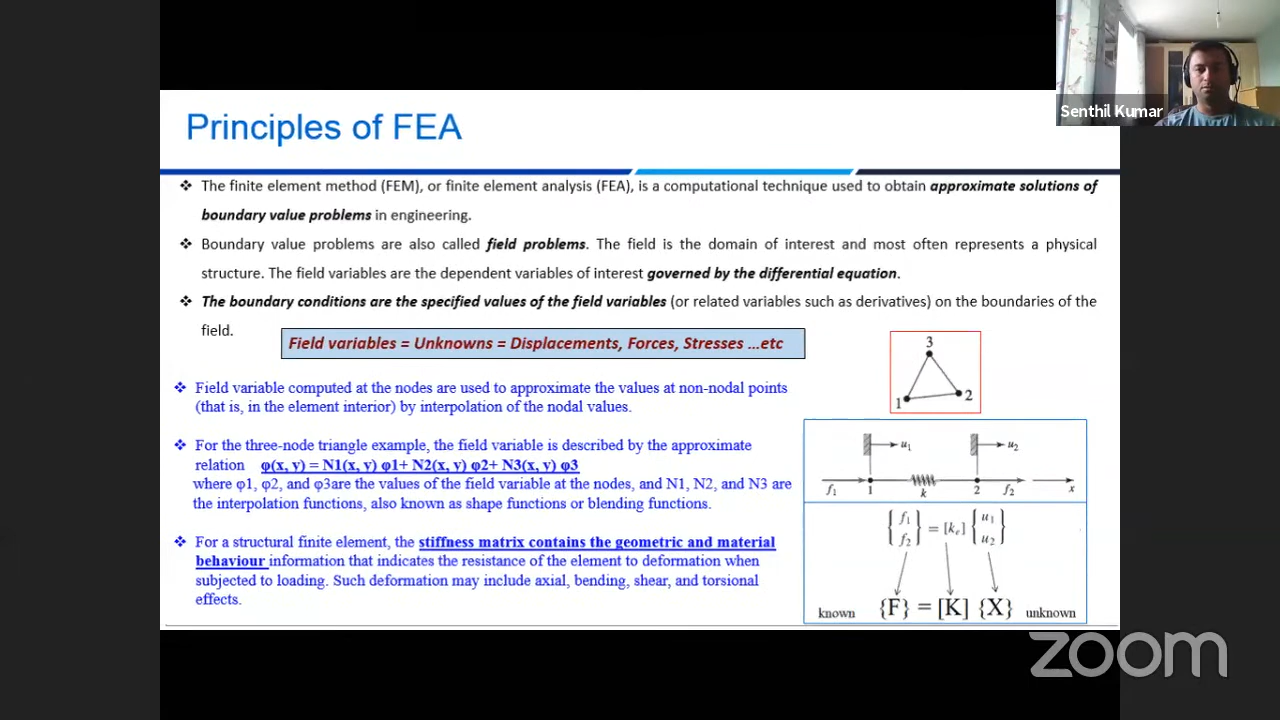 Senthil Kumar
Principles of FEA
❖ The finite element method (FEM), or finite element analysis (FEA), is a computational technique used to obtain approximate solutions of
boundary value problems in engineering.
❖ Boundary value problems are also called field problems. The field is the domain of interest and most often represents a physical
structure. The field variables are the dependent variables of interest governed by the differential equation.
❖ The boundary conditions are the specified values of the field variables (or related variables such as derivatives) on the boundaries of the
field.
Field variables = Unknowns = Displacements, Forces, Stresses ...etc
❖ Field variable computed at the nodes are used to approximate the values at non-nodal points
(that is, in the element interior) by interpolation of the nodal values.
❖ For the three-node triangle example, the field variable is described by the approximate
relation φ(x, y) = N1(x, y) φ1+ N2(x, y) φ2+ N3(x, y) φ3
where φ1, φ2, and φ3are the values of the field variable at the nodes, and N1, N2, and N3 are
the interpolation functions, also known as shape functions or blending functions.
❖ For a structural finite element, the stiffness matrix contains the geometric and material
behaviour information that indicates the resistance of the element to deformation when
subjected to loading. Such deformation may include axial, bending, shear, and torsional
effects.
3
1 2
u1 u2
f1 1 k 2 f2 x
{f1 f2} = [ke] {u1 u2}
known {F} = [K] {X} unknown
zoom